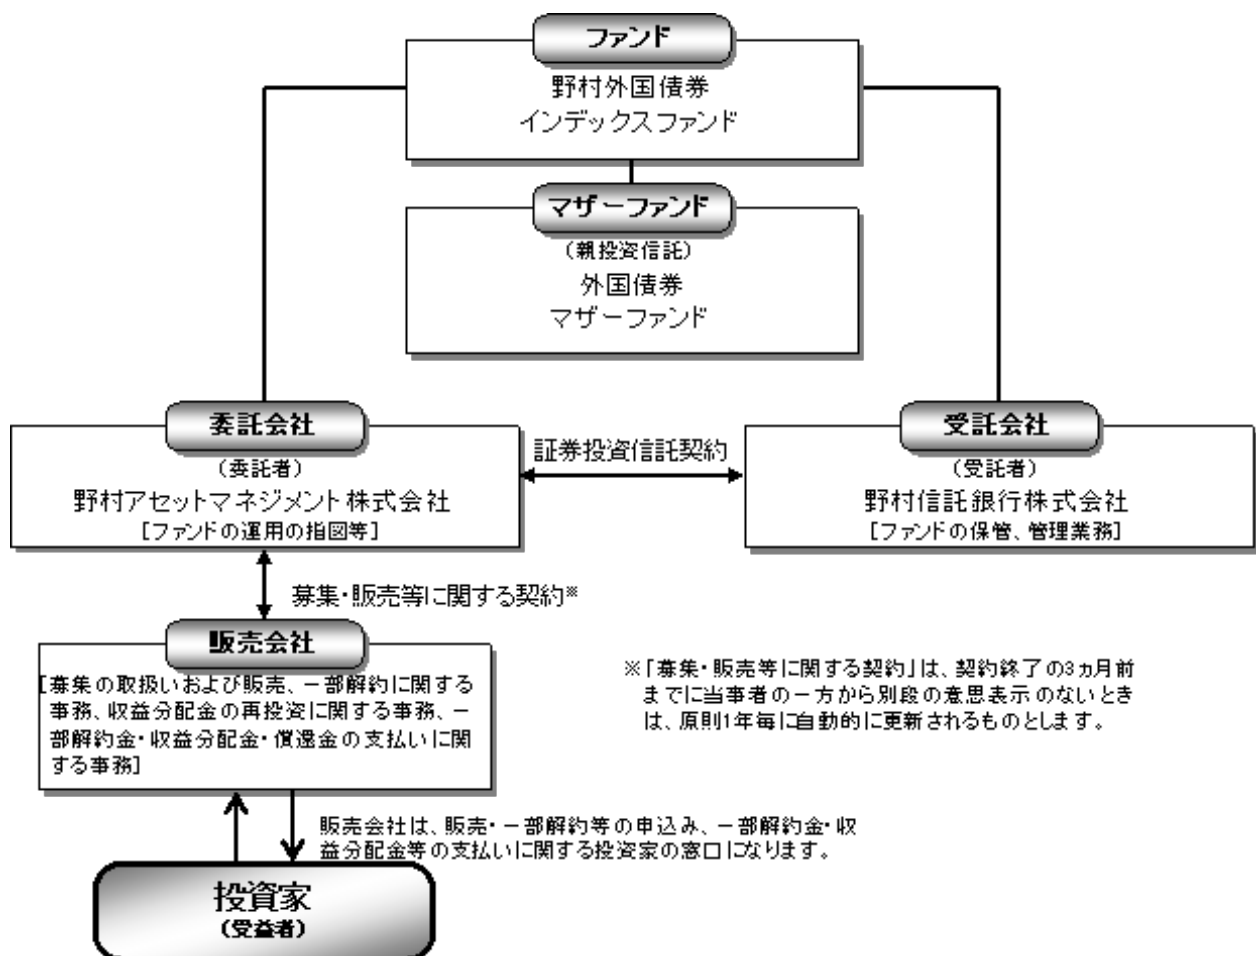 ファンド
野村外国債券
インデックスファンド
マザーファンド
(親投資信託)
外国債券
マザーファンド
委託会社
(委託者)
野村アセットマネジメント株式会社
[ファンドの運用の指図等]
証券投資信託契約
受託会社
(受託者)
野村信託銀行株式会社
[ファンドの保管、管理業務]
募集・販売等に関する契約※
販売会社
[募集の取扱いおよび販売、一部解約に関する
事務、収益分配金の再投資に関する事務、一
部解約金・収益分配金・償還金の支払いに関
する事務]
※「募集・販売等に関する契約」は、契約終了の3ヵ月前
までに当事者の一方から別段の意思表示のないとき
は、原則1年毎に自動的に更新されるものとします。
販売会社は、販売・一部解約等の申込み、一部解約金・収
益分配金等の支払いに関する投資家の窓口になります。
投資家
(受益者)